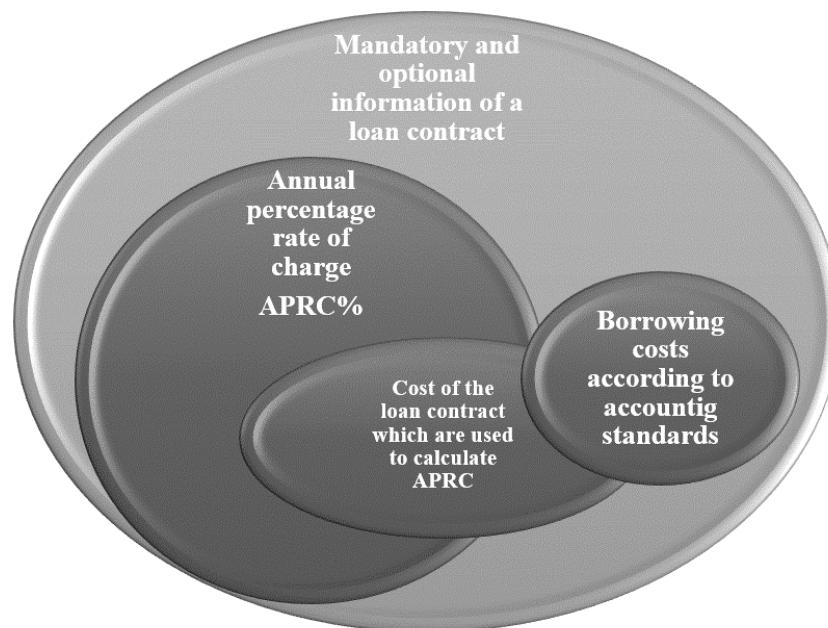 Mandatory and
optional
information of a
loan contract
Annual
percentage
rate of
charge
APRC%
Cost of the
loan contract
which are used
to calculate
APRC
Borrowing
costs
according to
accountig
standards